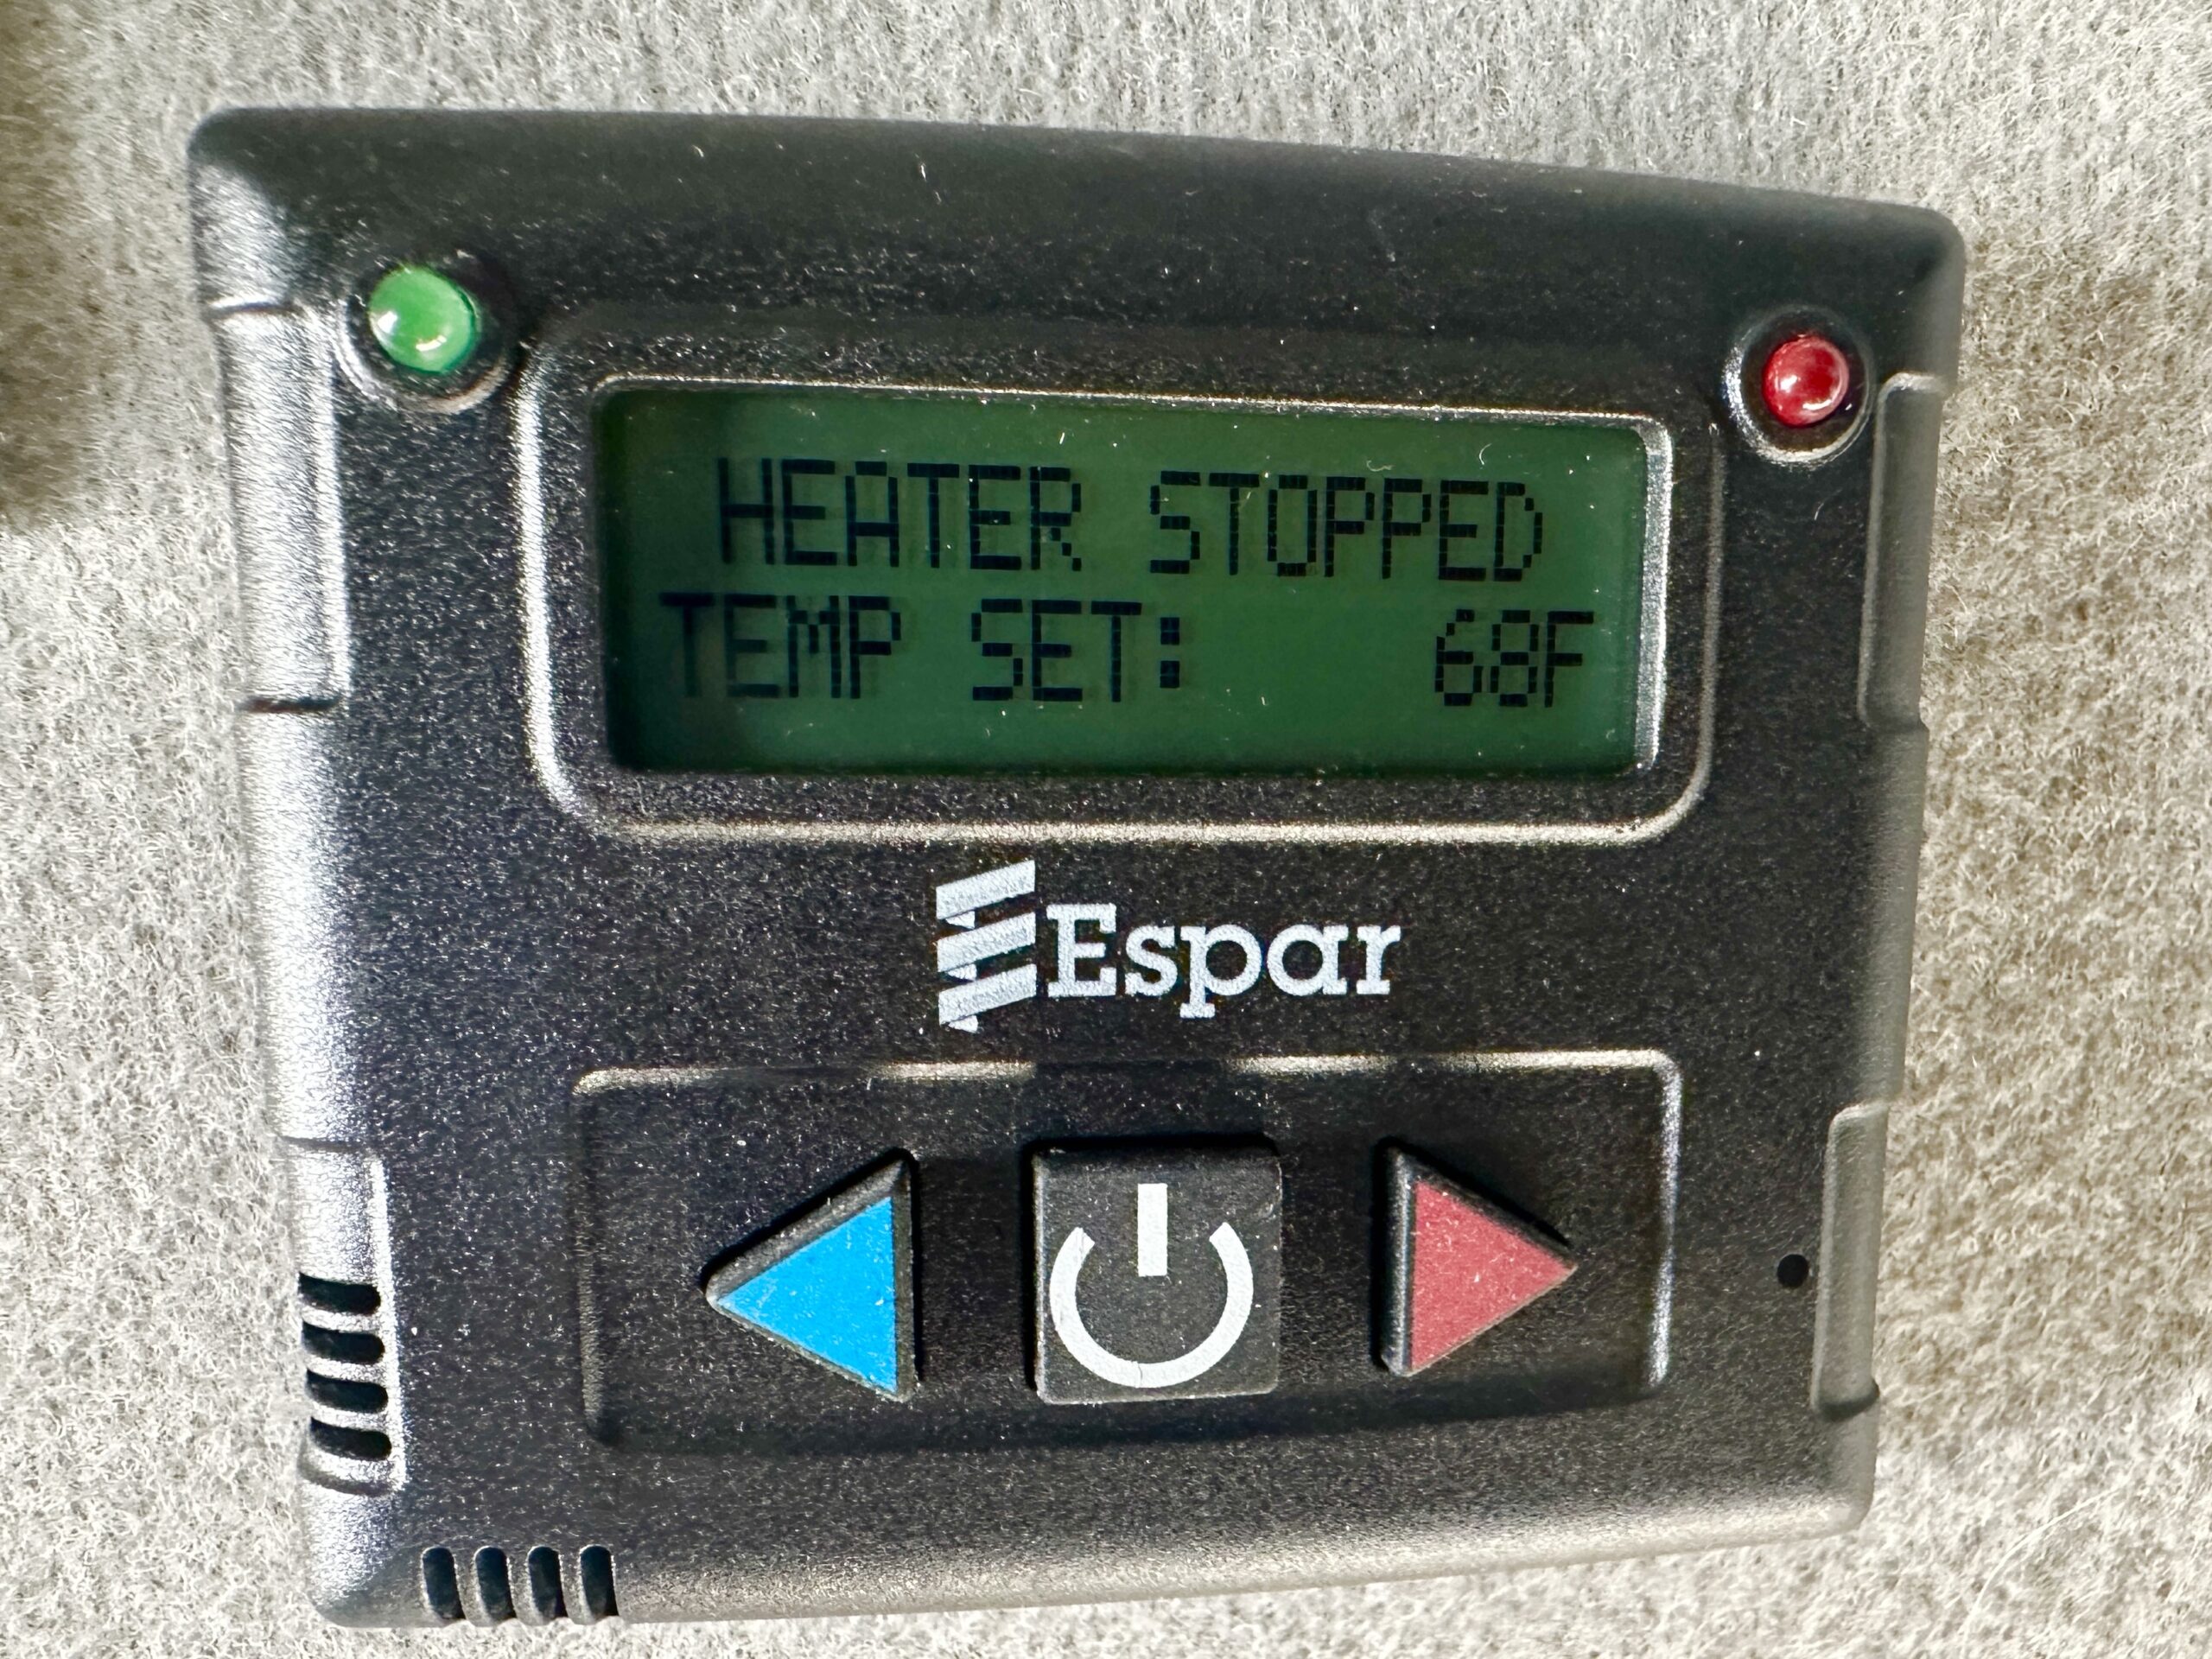 HEATER STOPPED
TEMP SET: 68F
Espar